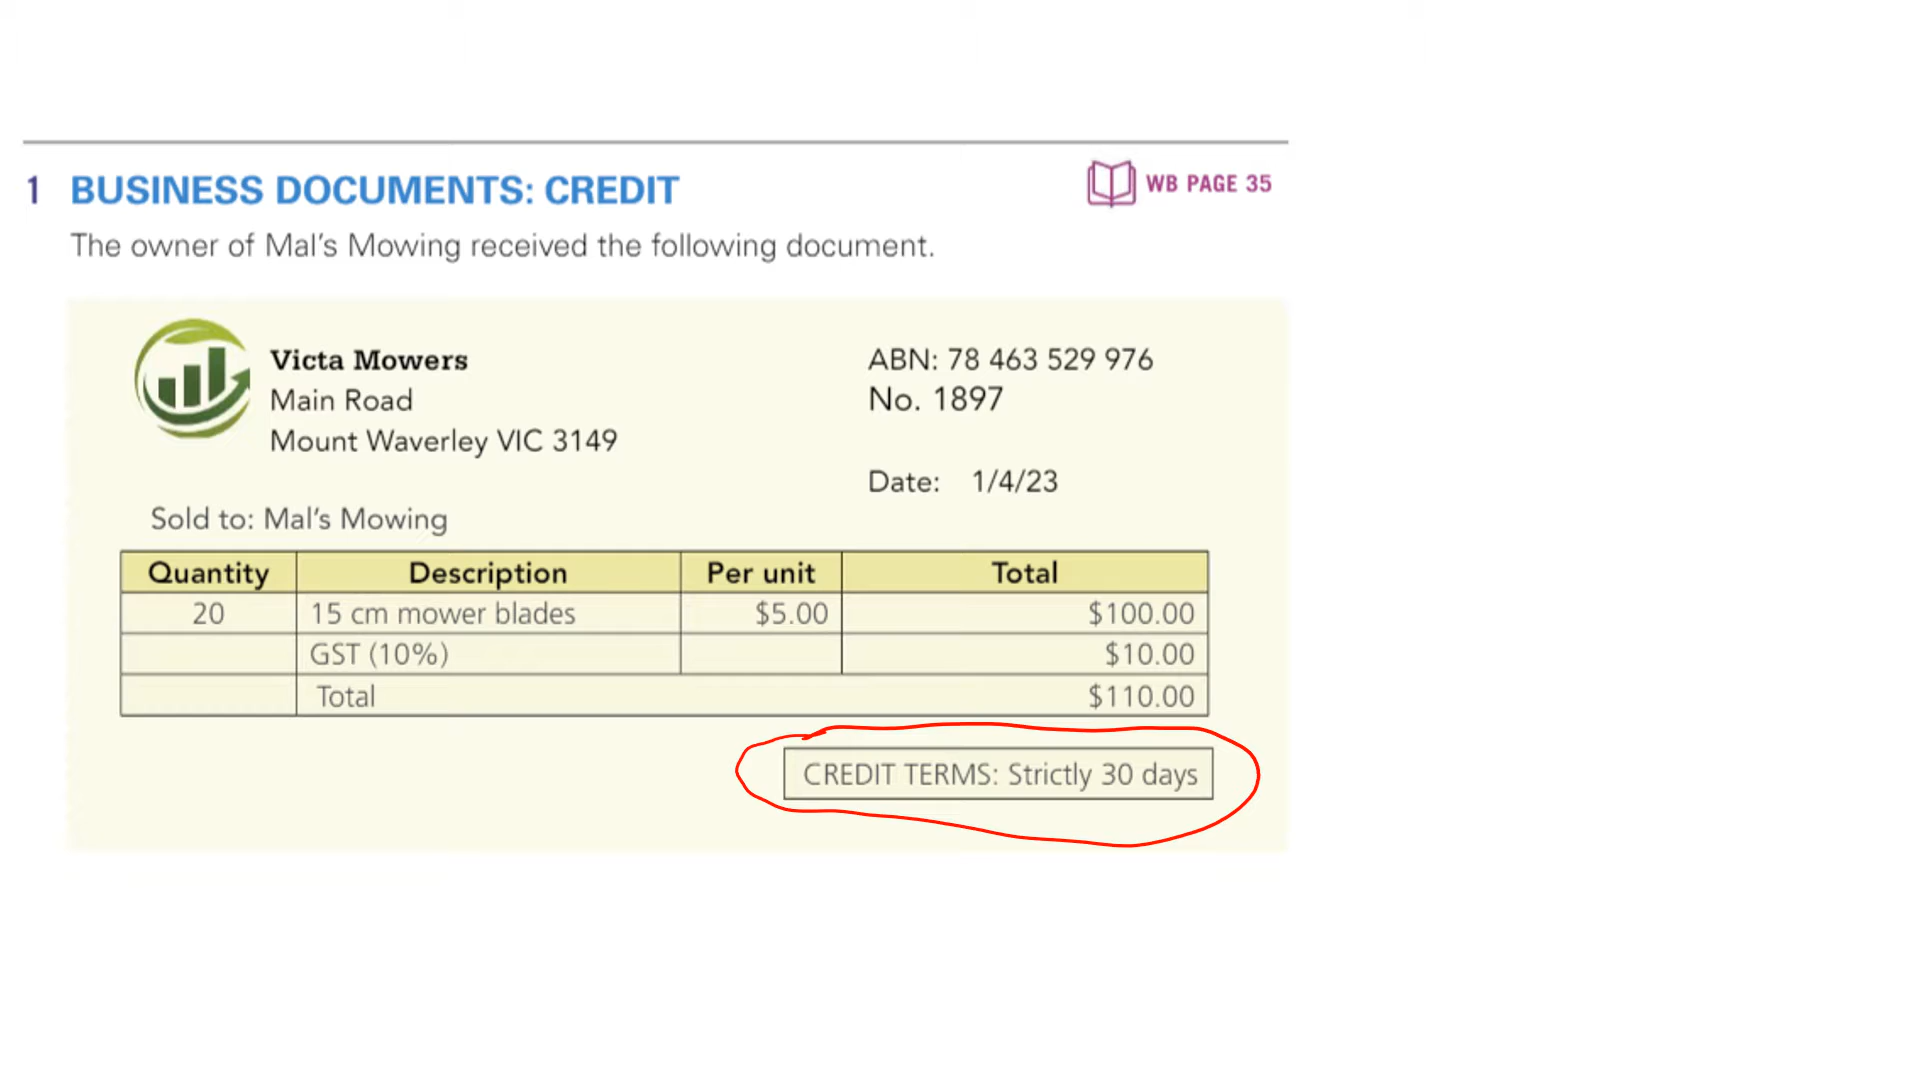 1 BUSINESS DOCUMENTS: CREDIT
WB PAGE 35
The owner of Mal's Mowing received the following document.
Victa Mowers
Main Road
Mount Waverley VIC 3149
ABN: 78 463 529 976
No. 1897
Date: 1/4/23
Sold to: Mal's Mowing
Quantity Description Per unit Total
20 15 cm mower blades $5.00 $100.00
GST (10%) $10.00
Total $110.00
CREDIT TERMS: Strictly 30 days